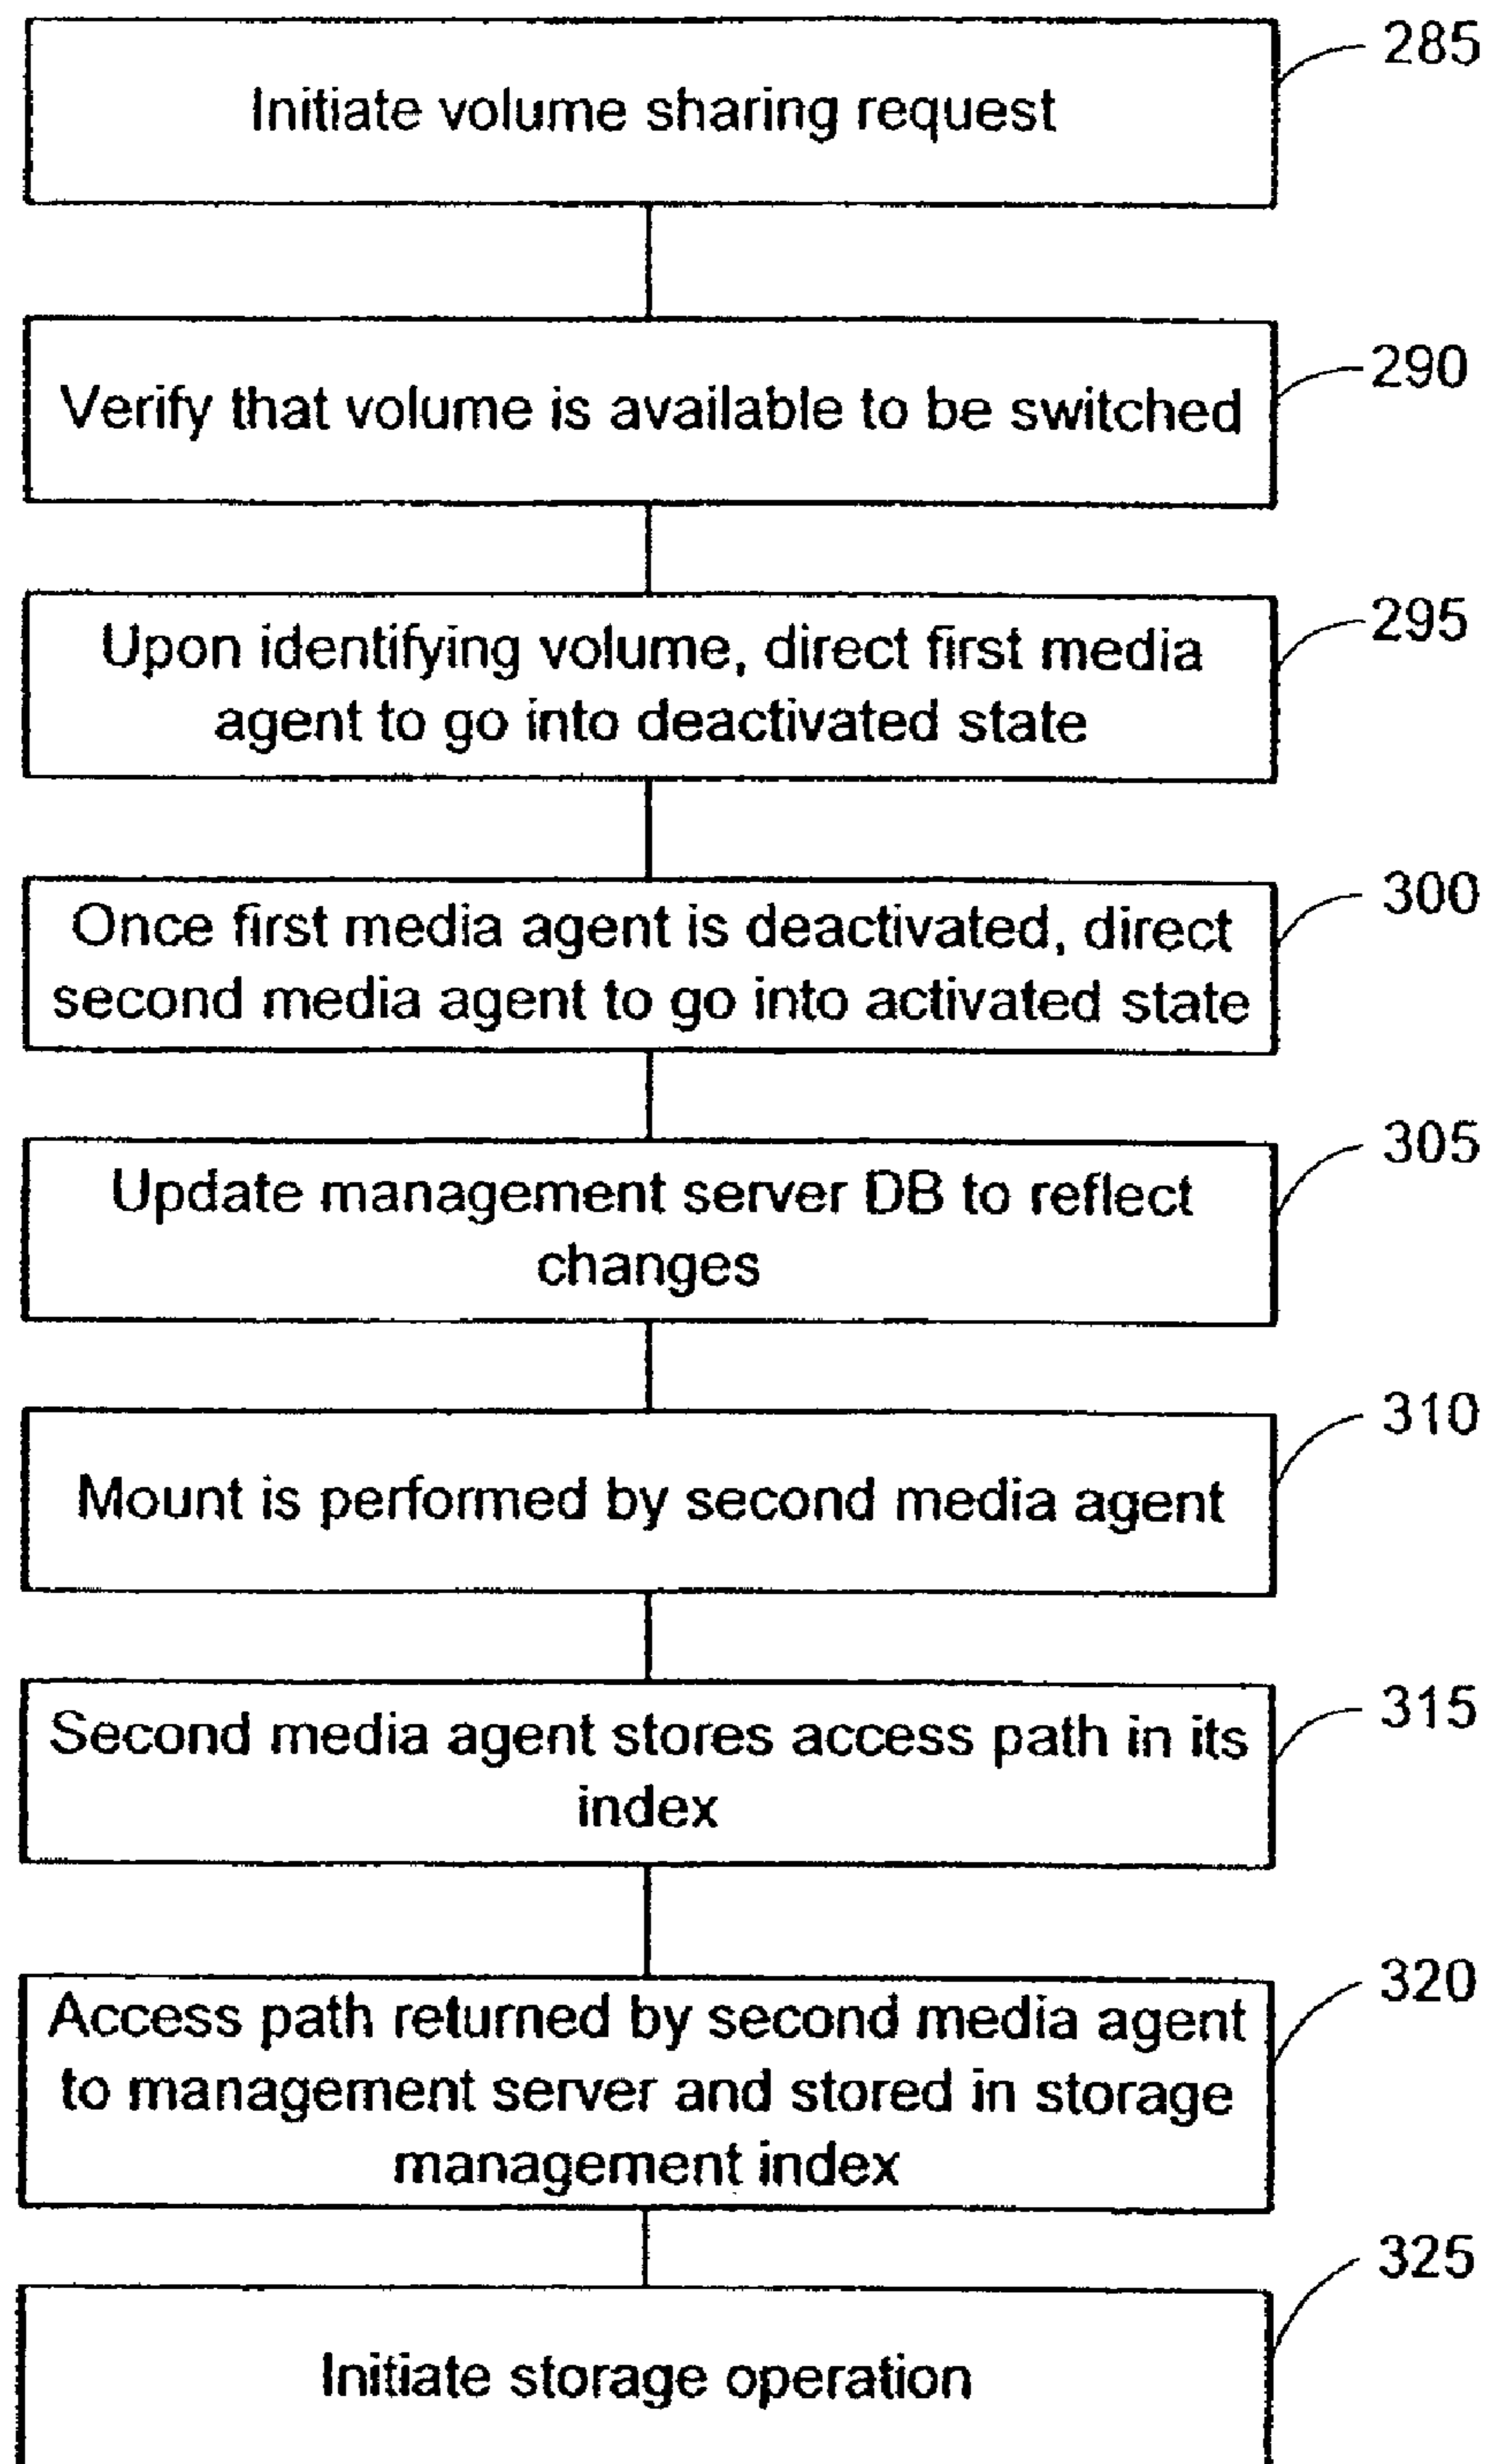 285
Initiate volume sharing request
290
Verify that volume is available to be switched
295
Upon identifying volume, direct first media
agent to go into deactivated state
300
Once first media agent is deactivated, direct
second media agent to go into activated state
305
Update management server DB to reflect
changes
310
Mount is performed by second media agent
315
Second media agent stores access path in its
index
320
Access path returned by second media agent
to management server and stored in storage
management index
325
Initiate storage operation